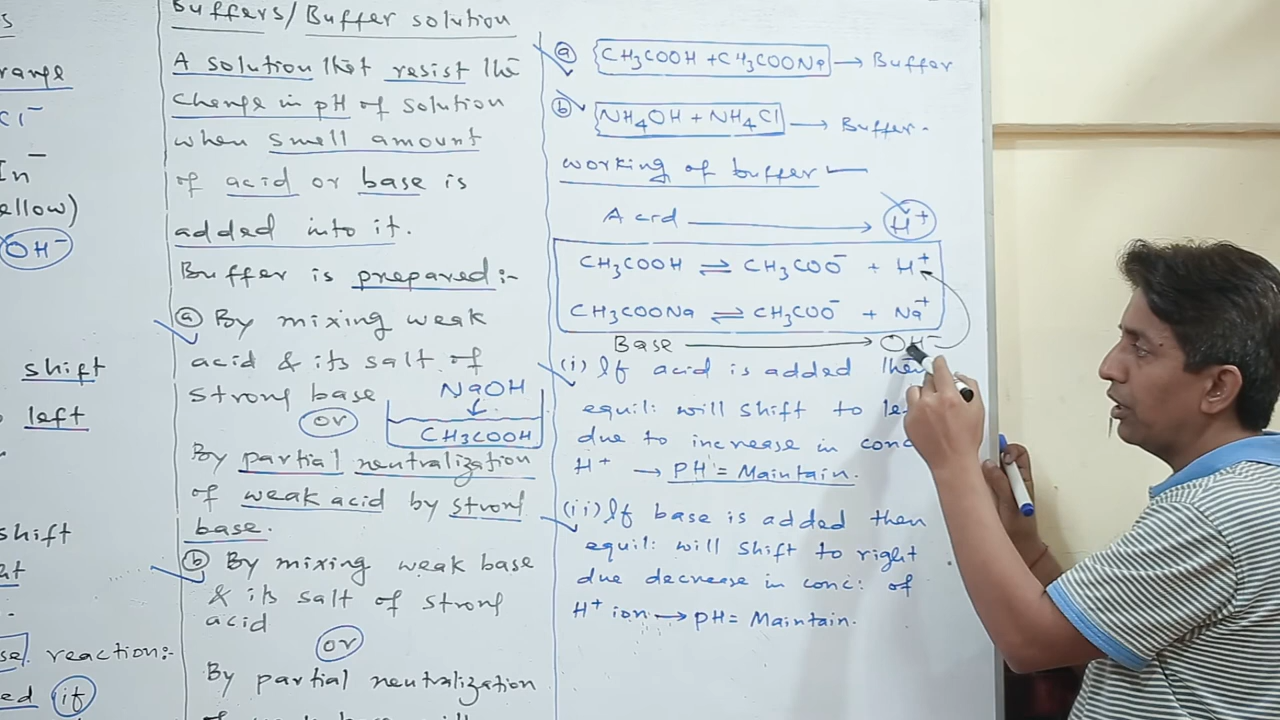 s
range
Cl⁻
In⁻
ellow)
OH⁻
shift
left
shift
reaction:-
ed if
Buffers/Buffer solution
A solution that resist the
change in pH of solution
when small amount
of acid or base is
added into it.
Buffer is prepared:-
(a) By mixing weak
acid & its salt of
strong base
(or)
NaOH
CH₃COOH
By partial neutralization
of weak acid by strong
base.
(b) By mixing weak base
& its salt of strong
acid
(or)
By partial neutralization
(a) CH₃COOH + CH₃COONa → Buffer
(b) NH₄OH + NH₄Cl → Buffer.
working of buffer
Acid → H⁺
CH₃COOH ⇌ CH₃COO⁻ + H⁺
CH₃COONa ⇌ CH₃COO⁻ + Na⁺
Base → OH⁻
(i) If acid is added then
equil: will shift to
due to increase in
H⁺ → PH = Maintain.
(ii) If base is added then
equil: will shift to right
due decrease in conc: of
H⁺ ion → pH = Maintain.